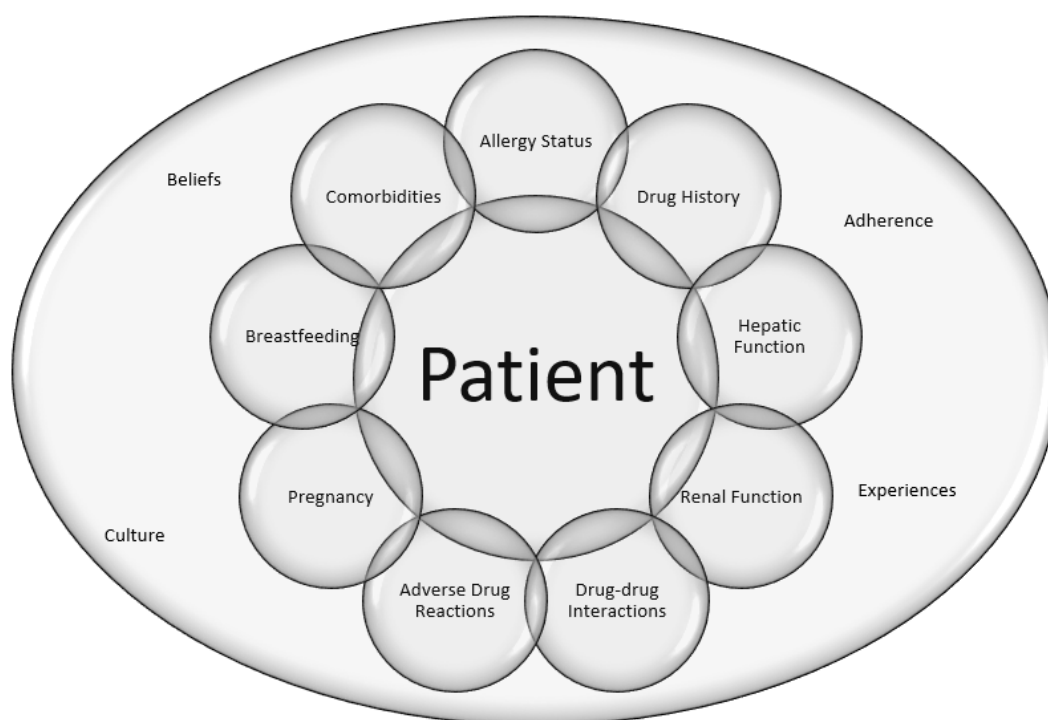 Allergy Status
Beliefs
Comorbidities
Drug History
Adherence
Breastfeeding
Hepatic
Function
Patient
Pregnancy
Renal Function
Experiences
Culture
Adverse Drug
Reactions
Drug-drug
Interactions